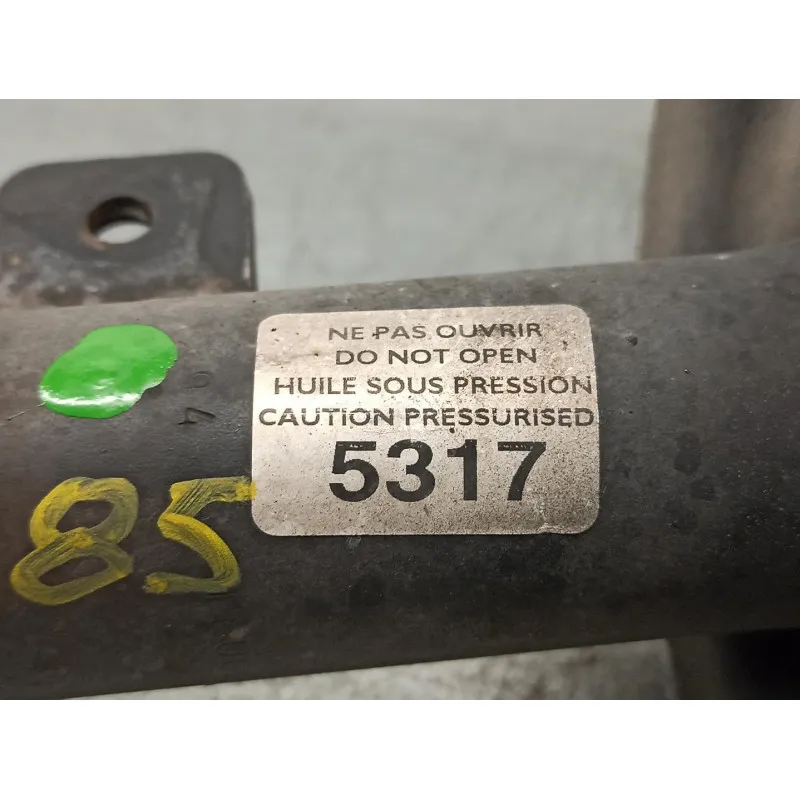 NE PAS OUVRIR
DO NOT OPEN
HUILE SOUS PRESSION
CAUTION PRESSURISED
5317
85